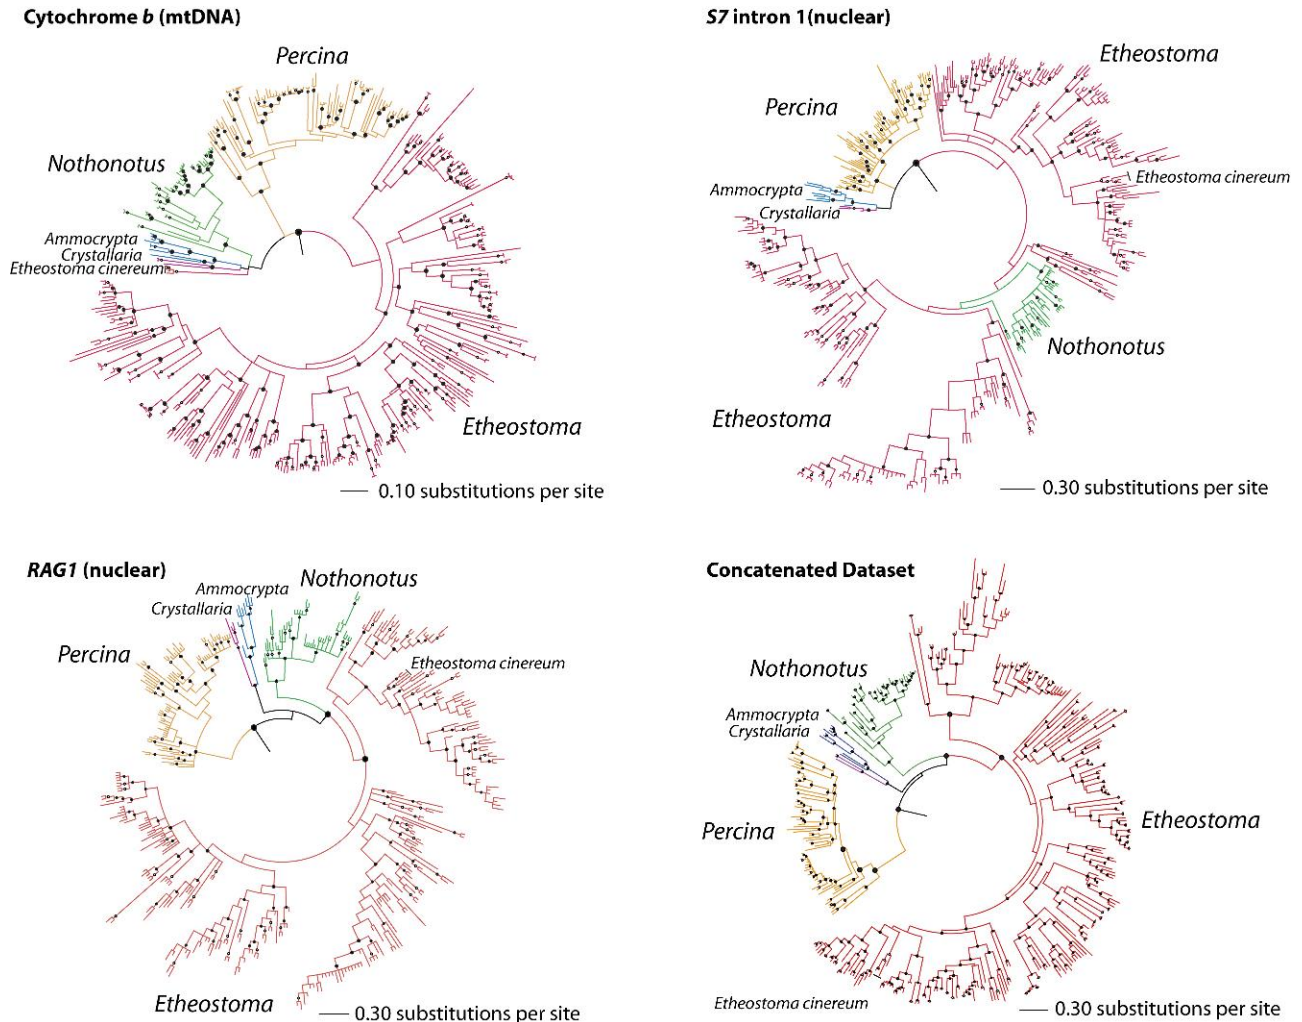 Cytochrome b (mtDNA)
Percina
Nothonotus
Ammocrypta
Crystallaria
Etheostoma cinereum
Etheostoma
0.10 substitutions per site
S7 intron 1(nuclear)
Etheostoma
Percina
Etheostoma cinereum
Ammocrypta
Crystallaria
Nothonotus
Etheostoma
0.30 substitutions per site
RAG1 (nuclear)
Ammocrypta
Nothonotus
Crystallaria
Percina
Etheostoma cinereum
Etheostoma
0.30 substitutions per site
Concatenated Dataset
Nothonotus
Ammocrypta
Crystallaria
Percina
Etheostoma
Etheostoma cinereum
0.30 substitutions per site